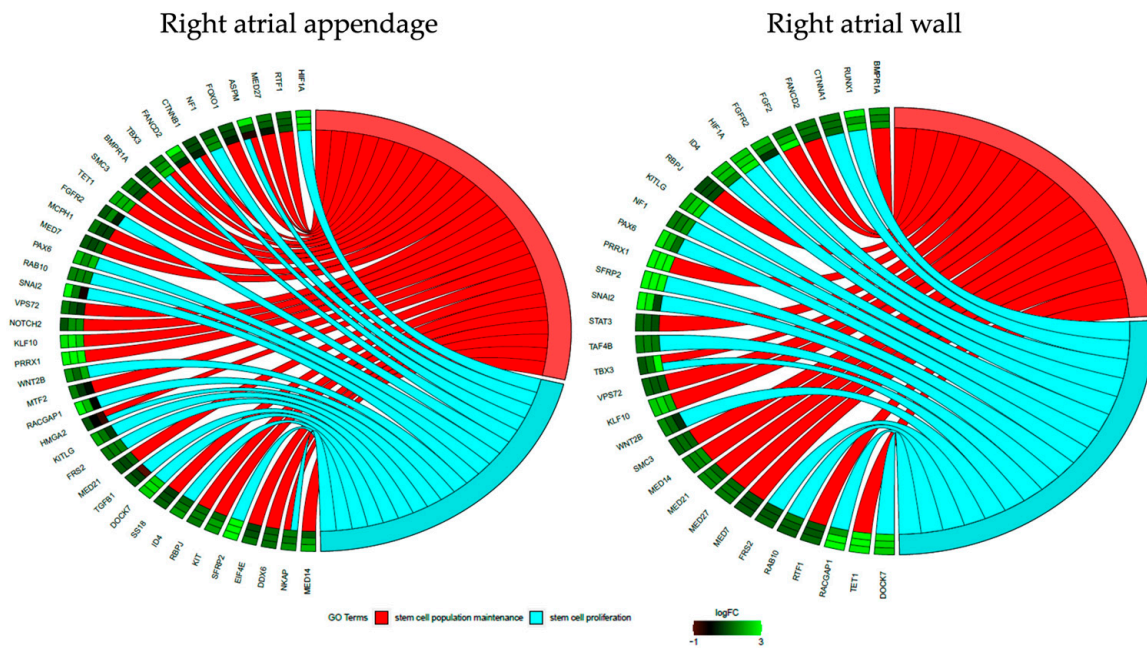 Right atrial appendage
Right atrial wall
HIF1A
RTF1
MED27
ASPM
FOXO1
NF1
CTNNB1
FANCD2
TBX3
BMPR1A
SMC3
TET1
FGFR2
MCPH1
MED7
PAX6
RAB10
SNAI2
VPS72
NOTCH2
KLF10
PRRX1
WNT2B
MTF2
RACGAP1
HMGA2
KITLG
FRS2
MED21
TGFB1
DOCK7
SS18
ID4
RBPJ
KIT
SFRP2
EIF4E
DDX6
NKAP
MED14
BMPR1A
RUNX1
CTNNA1
FANCD2
FGF2
FGFR2
HIF1A
ID4
RBPJ
KITLG
NF1
PAX6
PRRX1
SFRP2
SNAI2
STAT3
TAF4B
TBX3
VPS72
KLF10
WNT2B
SMC3
MED14
MED21
MED27
MED7
FRS2
RAB10
RTF1
RACGAP1
TET1
DOCK7
GO Terms stem cell population maintenance stem cell proliferation
logFC
−1 3